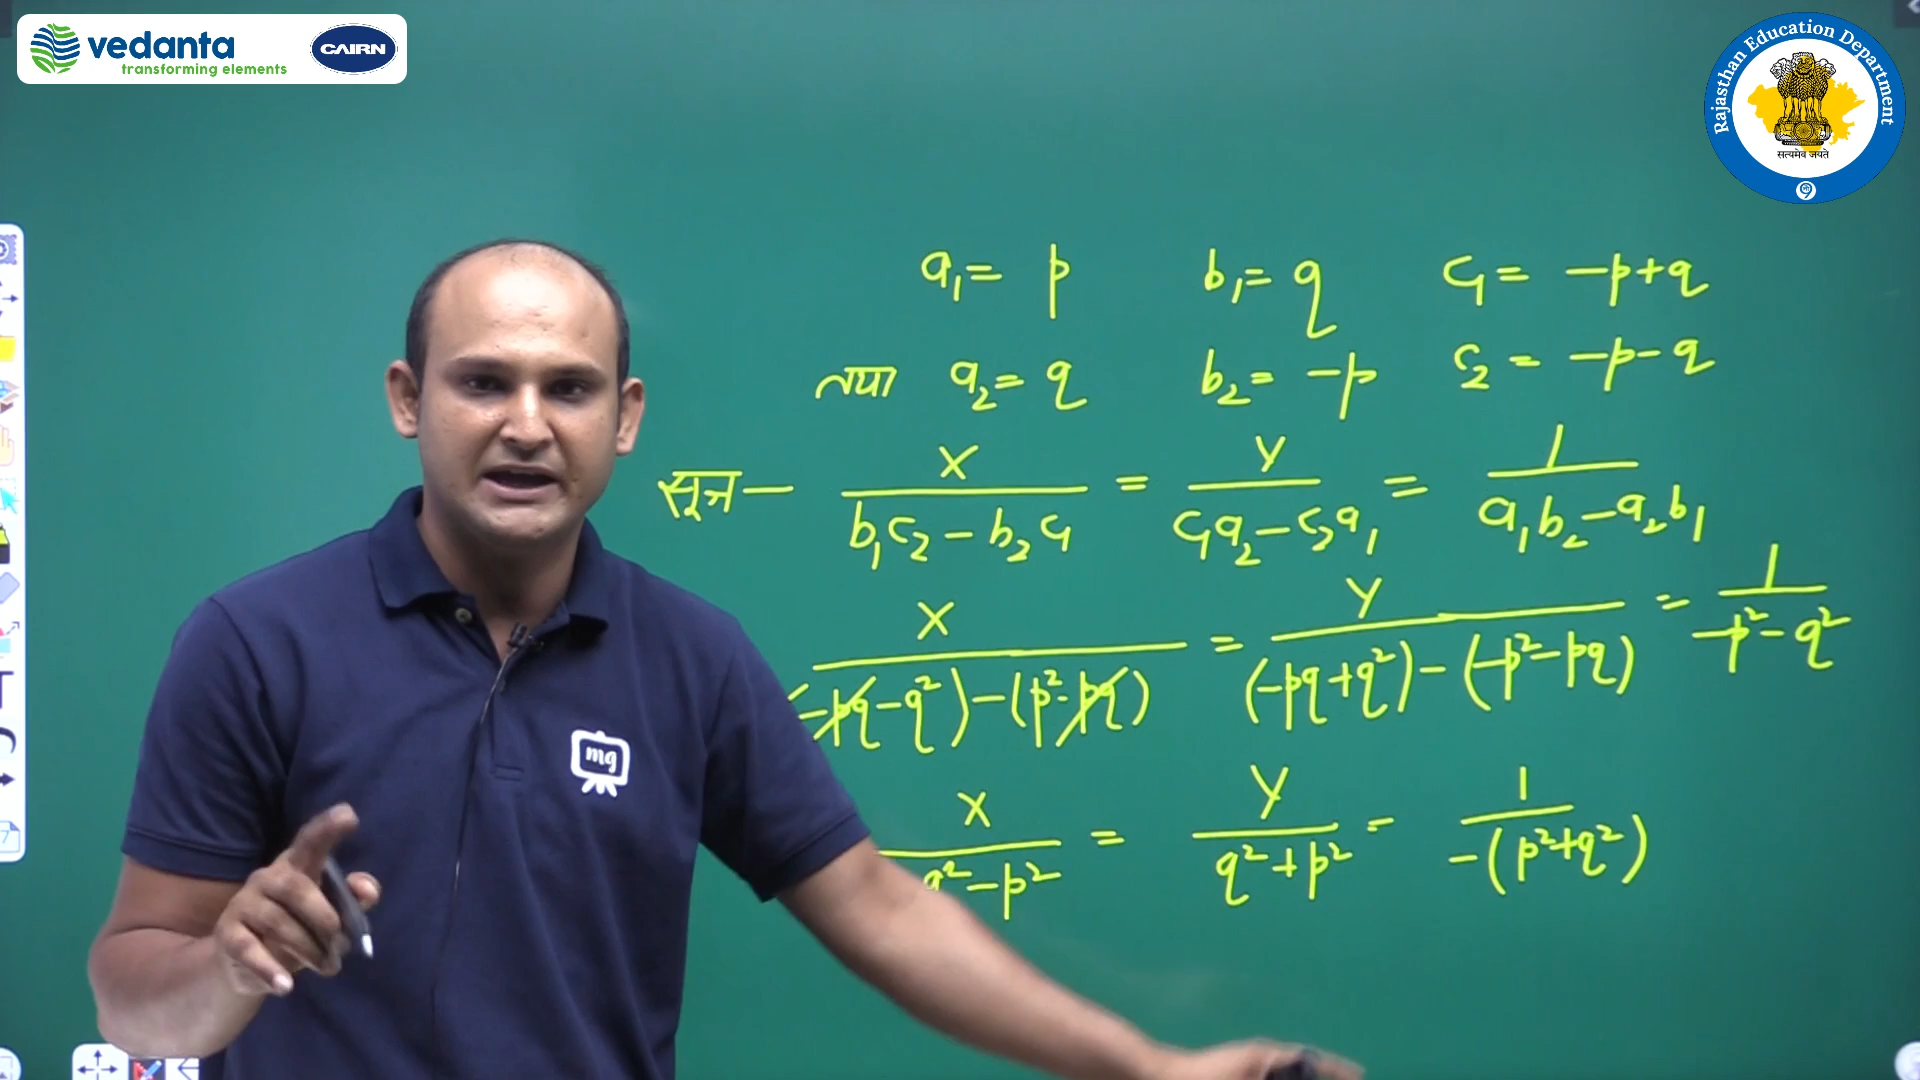 vedanta
transforming elements
CAIRN
Rajasthan Education Department
सत्यमेव जयते
a₁ = p b₁ = q c₁ = -p+q
तथा a₂ = q b₂ = -p c₂ = -p-q
सूत्र — x/(b₁c₂ - b₂c₁) = y/(c₁a₂ - c₂a₁) = 1/(a₁b₂ - a₂b₁)
x/((-pq - q²) - (p² - pq)) = y/((-pq + q²) - (-p² - pq)) = 1/(-p² - q²)
x/(q² - p²) = y/(q² + p²) = 1/(-(p² + q²))
mg